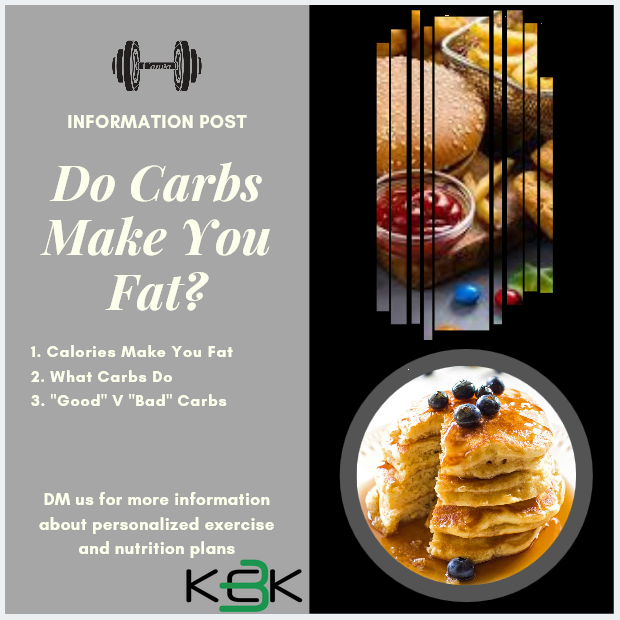 Canva
INFORMATION POST
Do Carbs
Make You
Fat?
1. Calories Make You Fat
2. What Carbs Do
3. "Good" V "Bad" Carbs
DM us for more information
about personalized exercise
and nutrition plans
K3K